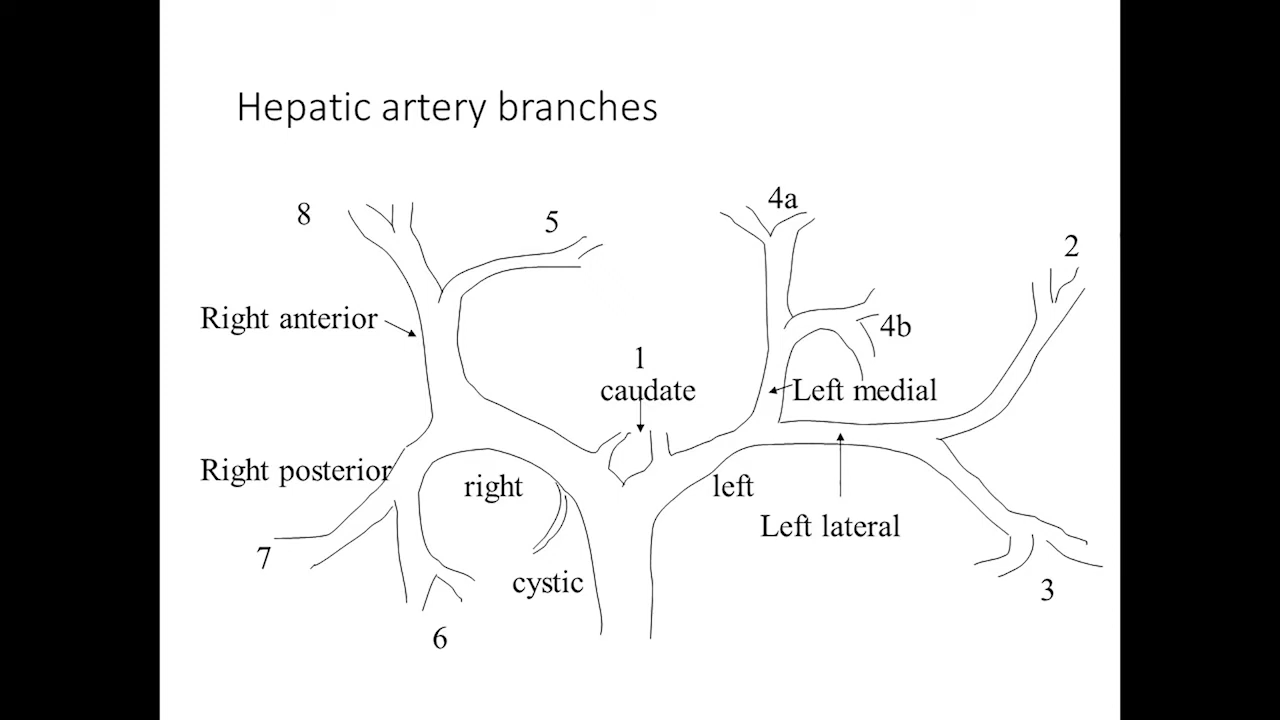 Hepatic artery branches
8
5
4a
2
Right anterior
4b
1
caudate
Left medial
Right posterior
right
left
Left lateral
7
cystic
3
6